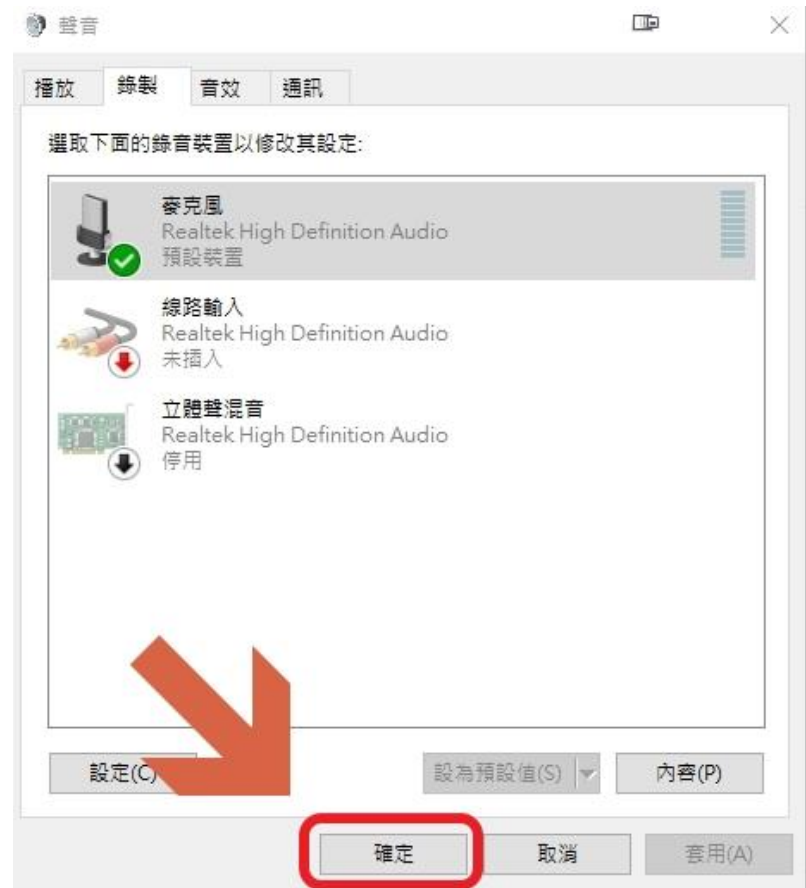 聲音
播放 錄製 音效 通訊
選取下面的錄音裝置以修改其設定:
麥克風
Realtek High Definition Audio
預設裝置
線路輸入
Realtek High Definition Audio
未插入
立體聲混音
Realtek High Definition Audio
停用
設定(C) 設為預設值(S) 內容(P)
確定 取消 套用(A)